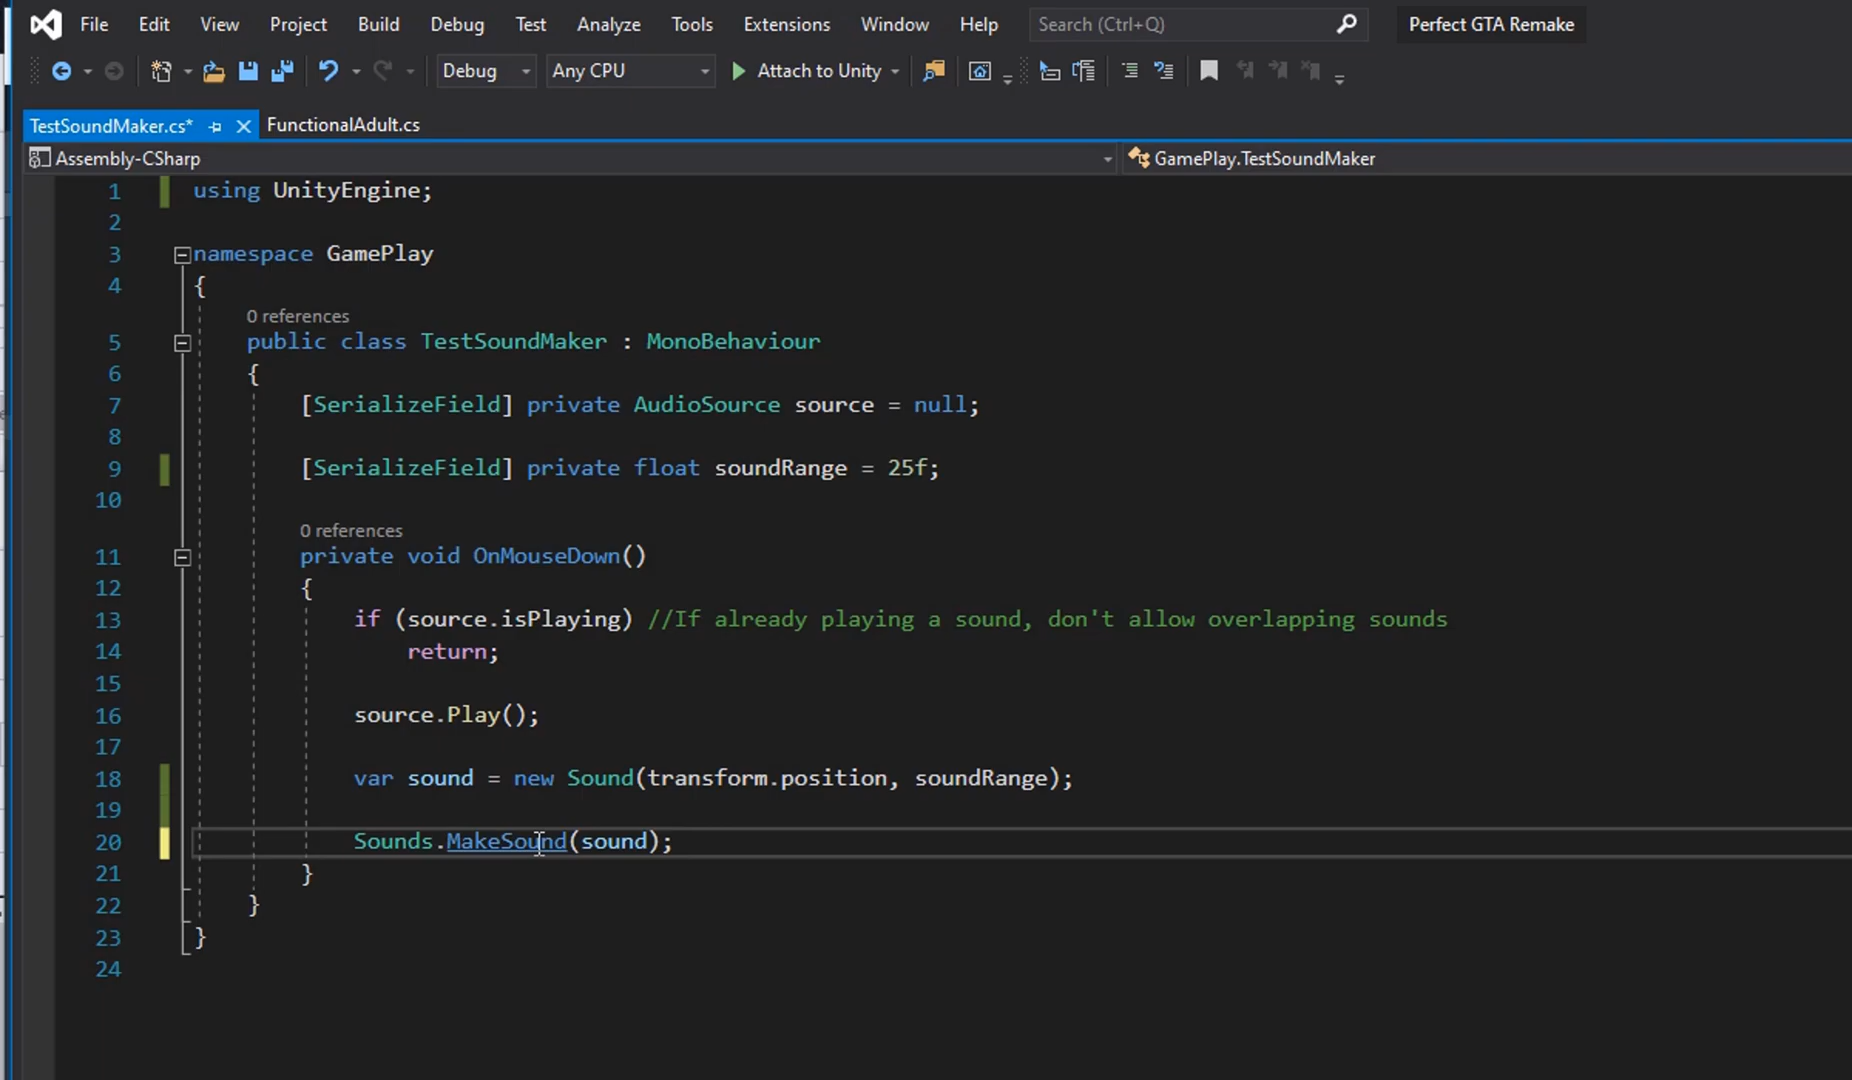 File Edit View Project Build Debug Test Analyze Tools Extensions Window Help Search (Ctrl+Q) Perfect GTA Remake
Debug Any CPU Attach to Unity
TestSoundMaker.cs* FunctionalAdult.cs
Assembly-CSharp GamePlay.TestSoundMaker
1 using UnityEngine;
2
3 namespace GamePlay
4 {
0 references
5 public class TestSoundMaker : MonoBehaviour
6 {
7 [SerializeField] private AudioSource source = null;
8
9 [SerializeField] private float soundRange = 25f;
10
0 references
11 private void OnMouseDown()
12 {
13 if (source.isPlaying) //If already playing a sound, don't allow overlapping sounds
14 return;
15
16 source.Play();
17
18 var sound = new Sound(transform.position, soundRange);
19
20 Sounds.MakeSound(sound);
21 }
22 }
23 }
24